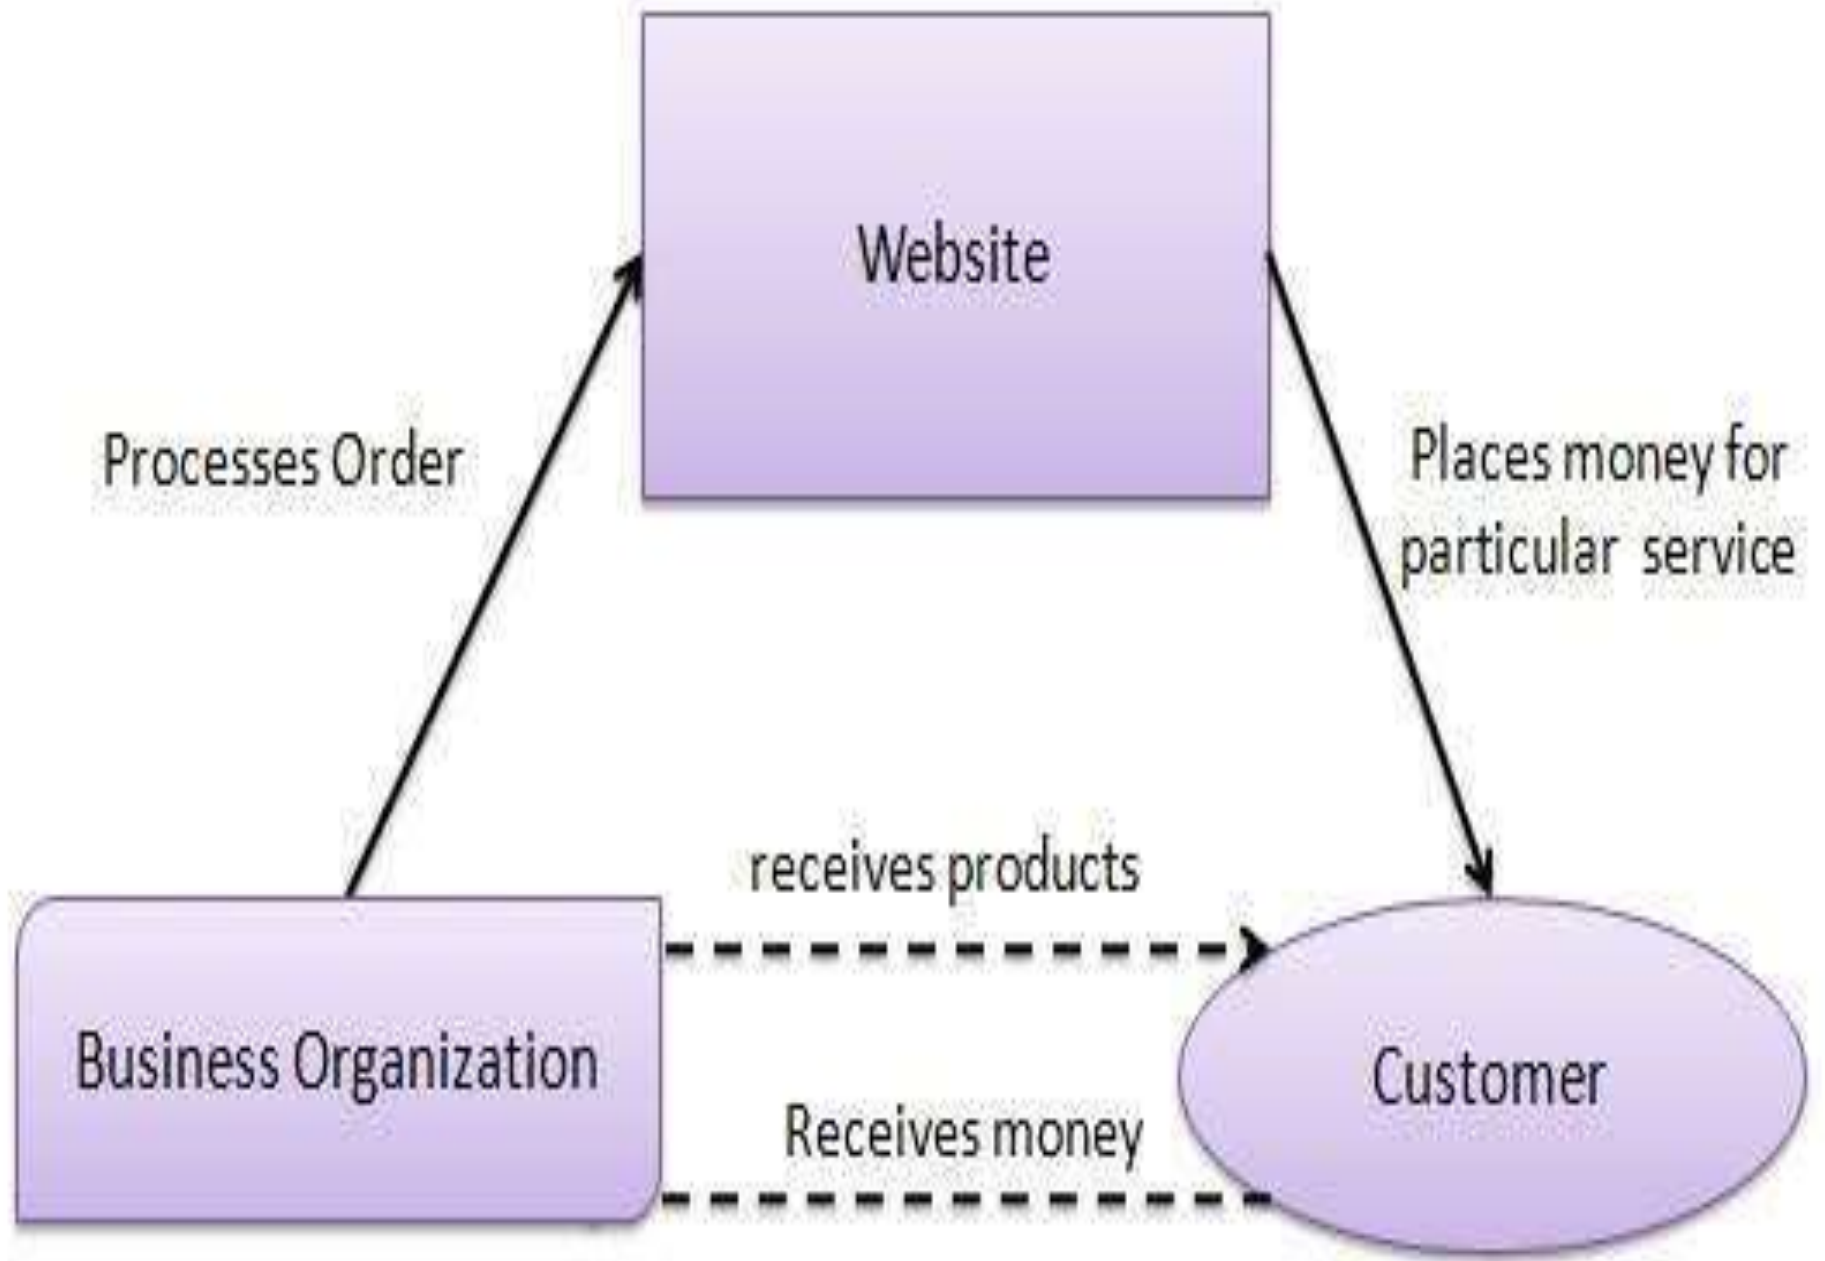 Website
Processes Order
Places money for
particular service
receives products
Business Organization
Customer
Receives money